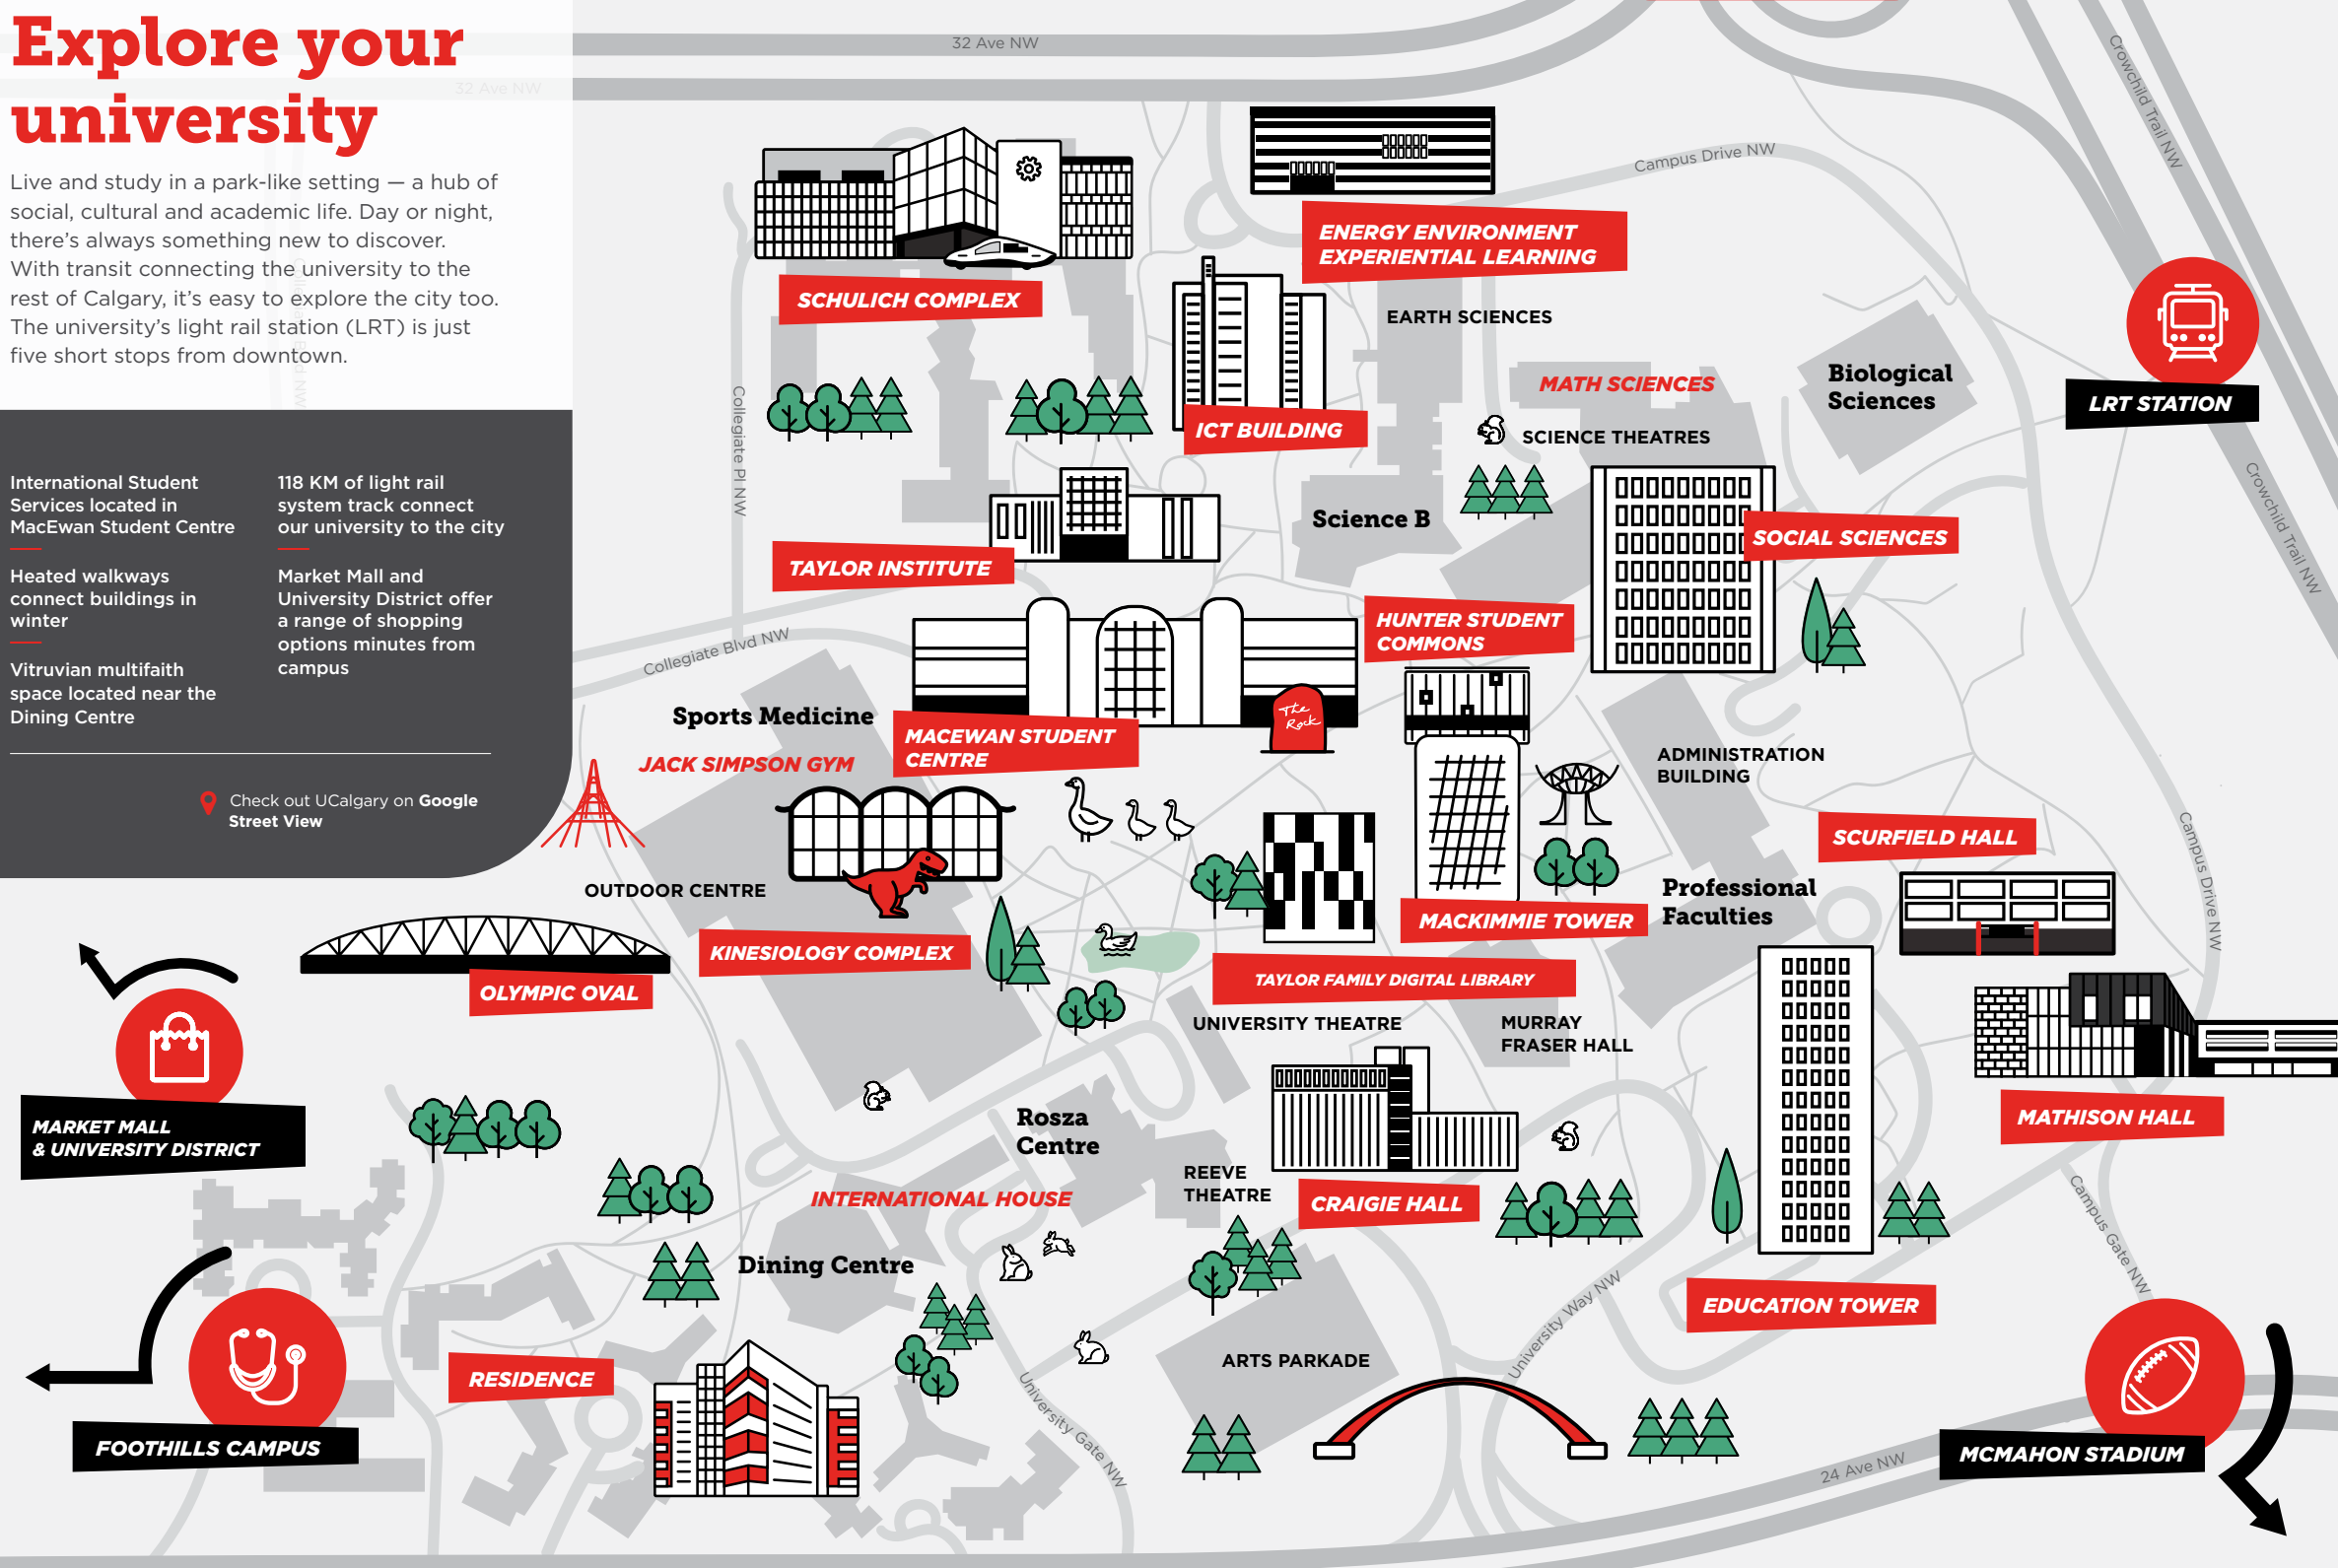 Explore your
university
Live and study in a park-like setting — a hub of
social, cultural and academic life. Day or night,
there's always something new to discover.
With transit connecting the university to the
rest of Calgary, it's easy to explore the city too.
The university's light rail station (LRT) is just
five short stops from downtown.
International Student
Services located in
MacEwan Student Centre
Heated walkways
connect buildings in
winter
Vitruvian multifaith
space located near the
Dining Centre
118 KM of light rail
system track connect
our university to the city
Market Mall and
University District offer
a range of shopping
options minutes from
campus
Check out UCalgary on Google
Street View
32 Ave NW
32 Ave NW
Crowchild Trail NW
Campus Drive NW
ENERGY ENVIRONMENT
EXPERIENTIAL LEARNING
SCHULICH COMPLEX
EARTH SCIENCES
MATH SCIENCES
Biological
Sciences
LRT STATION
Collegiate Pl NW
ICT BUILDING
SCIENCE THEATRES
Crowchild Trail NW
Science B
SOCIAL SCIENCES
TAYLOR INSTITUTE
HUNTER STUDENT
COMMONS
Collegiate Blvd NW
Sports Medicine
The
Rock
MACEWAN STUDENT
CENTRE
JACK SIMPSON GYM
ADMINISTRATION
BUILDING
SCURFIELD HALL
Campus Drive NW
OUTDOOR CENTRE
Professional
Faculties
MACKIMMIE TOWER
KINESIOLOGY COMPLEX
TAYLOR FAMILY DIGITAL LIBRARY
OLYMPIC OVAL
UNIVERSITY THEATRE
MURRAY
FRASER HALL
MARKET MALL
& UNIVERSITY DISTRICT
Rosza
Centre
MATHISON HALL
REEVE
THEATRE
INTERNATIONAL HOUSE
CRAIGIE HALL
Campus Gate NW
Dining Centre
EDUCATION TOWER
University Way NW
ARTS PARKADE
RESIDENCE
University Gate NW
FOOTHILLS CAMPUS
24 Ave NW
MCMAHON STADIUM